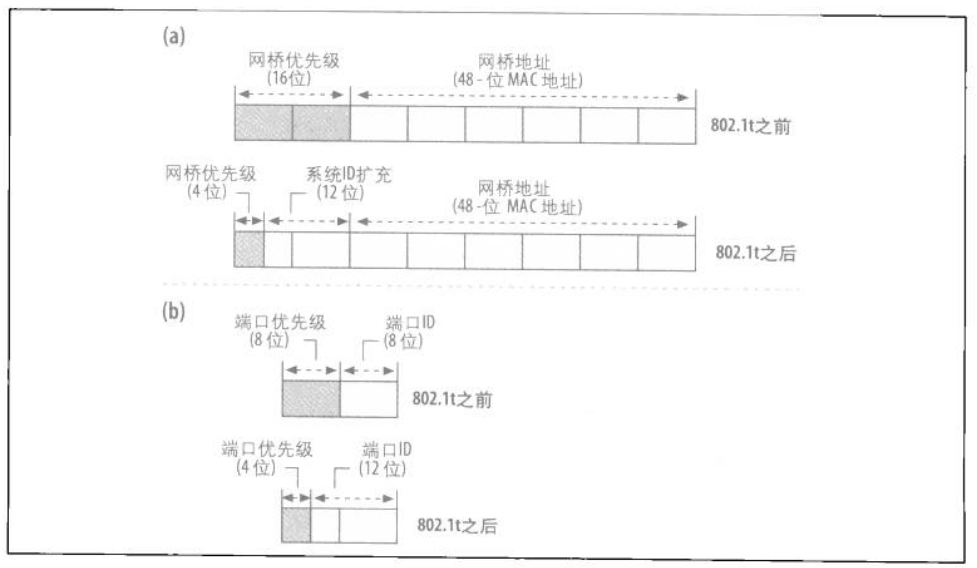 (a)
网桥优先级
(16位)
网桥地址
(48-位 MAC 地址)
802.1t之前
网桥优先级
(4位)
系统ID扩充
(12位)
网桥地址
(48-位 MAC 地址)
802.1t之后
(b)
端口优先级
(8位)
端口ID
(8位)
802.1t之前
端口优先级
(4位)
端口ID
(12位)
802.1t之后